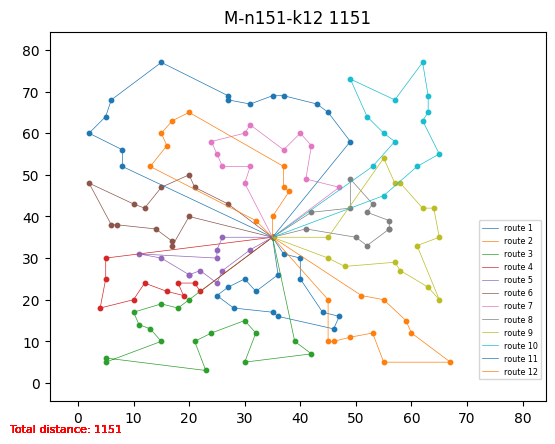 M-n151-k12 1151
80
70
60
50
40
30
20
10
0
0 10 20 30 40 50 60 70 80
route 1
route 2
route 3
route 4
route 5
route 6
route 7
route 8
route 9
route 10
route 11
route 12
Total distance: 1151